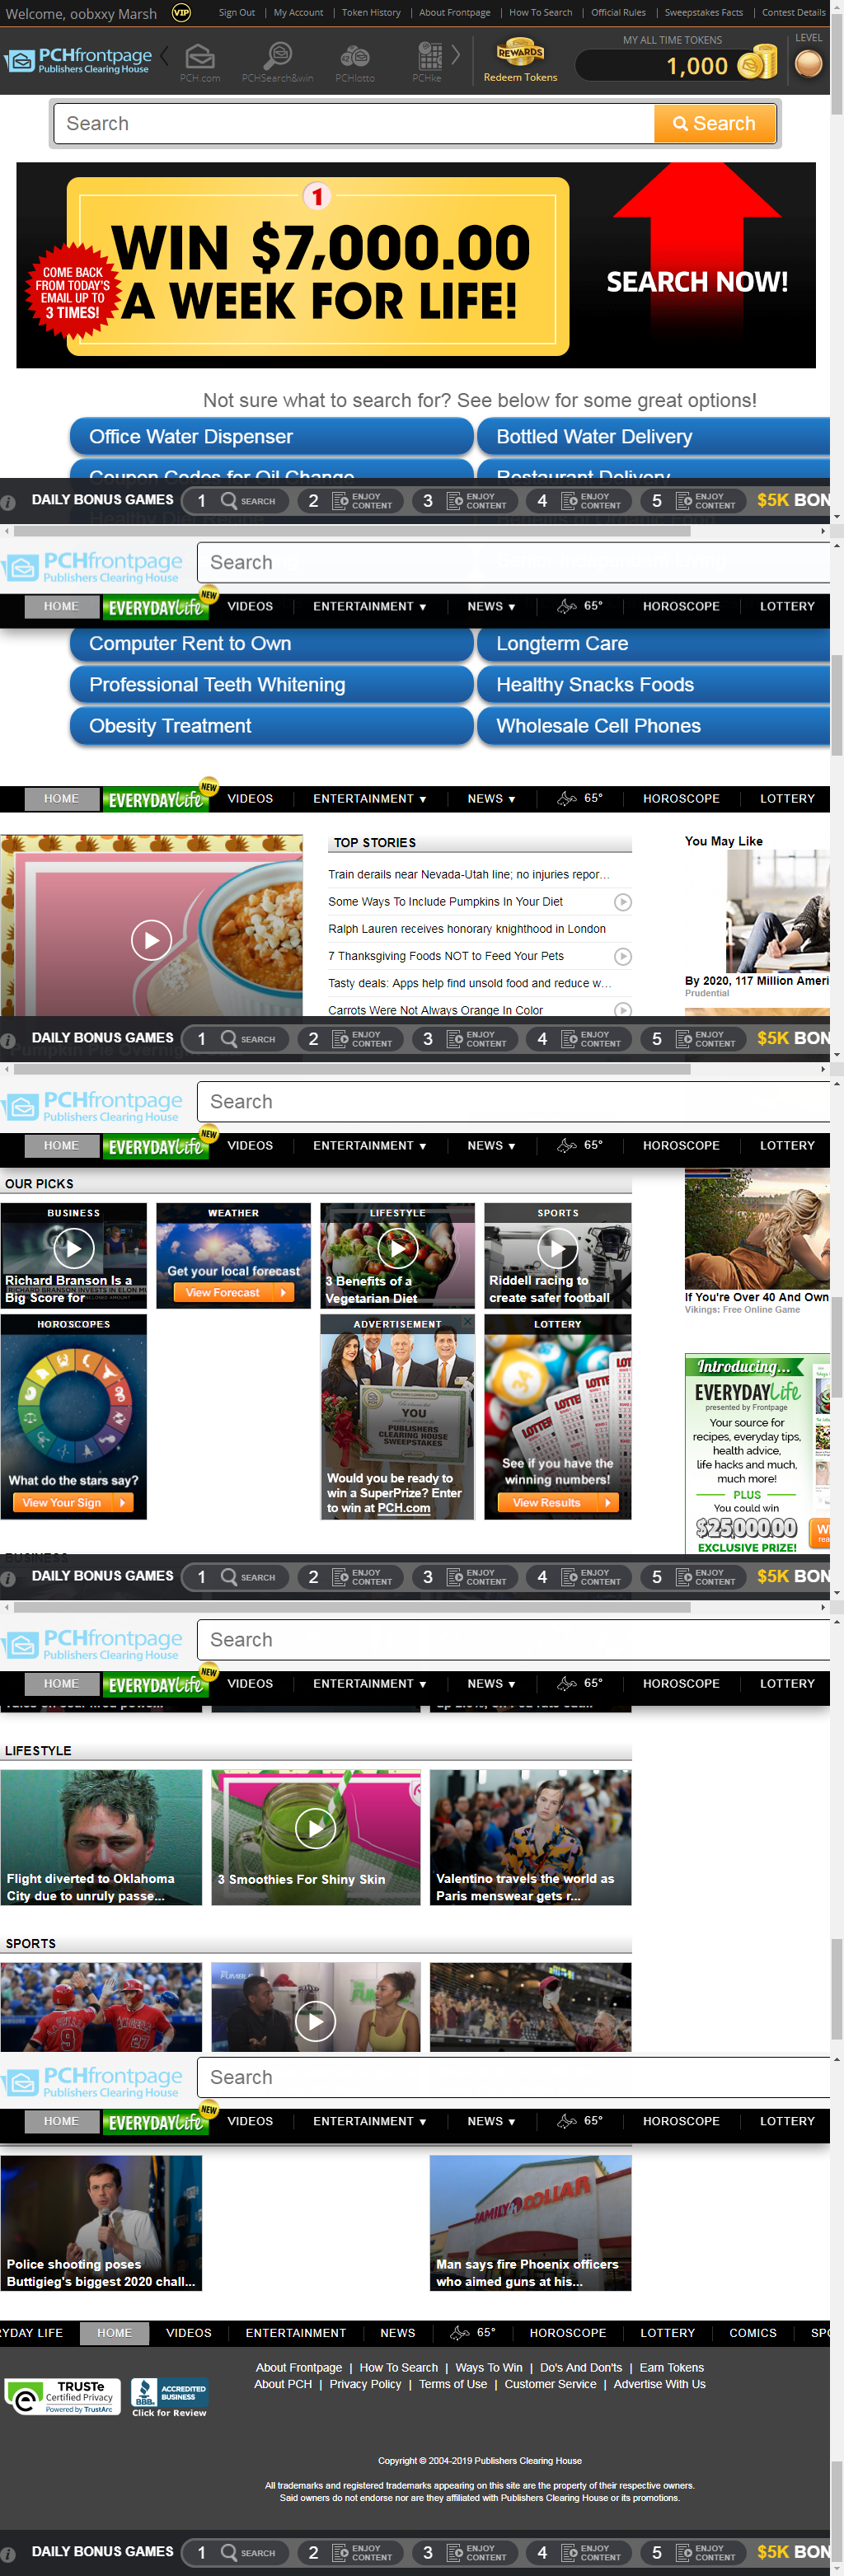 Welcome, oobxxy Marsh VIP Sign Out | My Account | Token History | About Frontpage | How To Search | Official Rules | Sweepstakes Facts | Contest Details
PCHfrontpage
Publishers Clearing House
PCH.com PCHSearch&win PCHlotto PCHke
REWARDS
Redeem Tokens
MY ALL TIME TOKENS
1,000
LEVEL
Search Search
1
WIN $7,000.00
A WEEK FOR LIFE!
COME BACK
FROM TODAY'S
EMAIL UP TO
3 TIMES!
SEARCH NOW!
Not sure what to search for? See below for some great options!
Office Water Dispenser Bottled Water Delivery
Coupon Codes for Oil Change Restaurant Delivery
DAILY BONUS GAMES 1 SEARCH 2 ENJOY CONTENT 3 ENJOY CONTENT 4 ENJOY CONTENT 5 ENJOY CONTENT $5K BON
PCHfrontpage
Publishers Clearing House
Search
HOME EVERYDAYLife NEW VIDEOS ENTERTAINMENT ▼ NEWS ▼ 65° HOROSCOPE LOTTERY
Computer Rent to Own Longterm Care
Professional Teeth Whitening Healthy Snacks Foods
Obesity Treatment Wholesale Cell Phones
HOME EVERYDAYLife NEW VIDEOS ENTERTAINMENT ▼ NEWS ▼ 65° HOROSCOPE LOTTERY
TOP STORIES
Train derails near Nevada-Utah line; no injuries repor...
Some Ways To Include Pumpkins In Your Diet
Ralph Lauren receives honorary knighthood in London
7 Thanksgiving Foods NOT to Feed Your Pets
Tasty deals: Apps help find unsold food and reduce w...
Carrots Were Not Always Orange In Color
You May Like
By 2020, 117 Million Ameri
Prudential
DAILY BONUS GAMES 1 SEARCH 2 ENJOY CONTENT 3 ENJOY CONTENT 4 ENJOY CONTENT 5 ENJOY CONTENT $5K BON
PCHfrontpage
Publishers Clearing House
Search
HOME EVERYDAYLife NEW VIDEOS ENTERTAINMENT ▼ NEWS ▼ 65° HOROSCOPE LOTTERY
OUR PICKS
BUSINESS
Richard Branson Is a
Big Score for
WEATHER
Get your local forecast
View Forecast
LIFESTYLE
3 Benefits of a
Vegetarian Diet
SPORTS
Riddell racing to
create safer football
If You're Over 40 And Own
Vikings: Free Online Game
HOROSCOPES
What do the stars say?
View Your Sign
ADVERTISEMENT
YOU
PUBLISHERS
CLEARING HOUSE
SWEEPSTAKES
Would you be ready to
win a SuperPrize? Enter
to win at PCH.com
LOTTERY
See if you have the
winning numbers!
View Results
Introducing...
EVERYDAYLife
presented by Frontpage
Your source for
recipes, everyday tips,
health advice,
life hacks and much,
much more!
PLUS
You could win
$25,000.00
EXCLUSIVE PRIZE!
BUSINESS
DAILY BONUS GAMES 1 SEARCH 2 ENJOY CONTENT 3 ENJOY CONTENT 4 ENJOY CONTENT 5 ENJOY CONTENT $5K BON
PCHfrontpage
Publishers Clearing House
Search
HOME EVERYDAYLife NEW VIDEOS ENTERTAINMENT ▼ NEWS ▼ 65° HOROSCOPE LOTTERY
LIFESTYLE
Flight diverted to Oklahoma
City due to unruly passe...
3 Smoothies For Shiny Skin
Valentino travels the world as
Paris menswear gets r...
SPORTS
9 27
PCHfrontpage
Publishers Clearing House
Search
HOME EVERYDAYLife NEW VIDEOS ENTERTAINMENT ▼ NEWS ▼ 65° HOROSCOPE LOTTERY
Police shooting poses
Buttigieg's biggest 2020 chall...
FAMILY DOLLAR
Man says fire Phoenix officers
who aimed guns at his...
RYDAY LIFE HOME VIDEOS ENTERTAINMENT NEWS 65° HOROSCOPE LOTTERY COMICS SPO
TRUSTe
Certified Privacy
Powered by TrustArc
BBB
ACCREDITED
BUSINESS
Click for Review
About Frontpage | How To Search | Ways To Win | Do's And Don'ts | Earn Tokens
About PCH | Privacy Policy | Terms of Use | Customer Service | Advertise With Us
Copyright © 2004-2019 Publishers Clearing House
All trademarks and registered trademarks appearing on this site are the property of their respective owners.
Said owners do not endorse nor are they affiliated with Publishers Clearing House or its promotions.
DAILY BONUS GAMES 1 SEARCH 2 ENJOY CONTENT 3 ENJOY CONTENT 4 ENJOY CONTENT 5 ENJOY CONTENT $5K BON